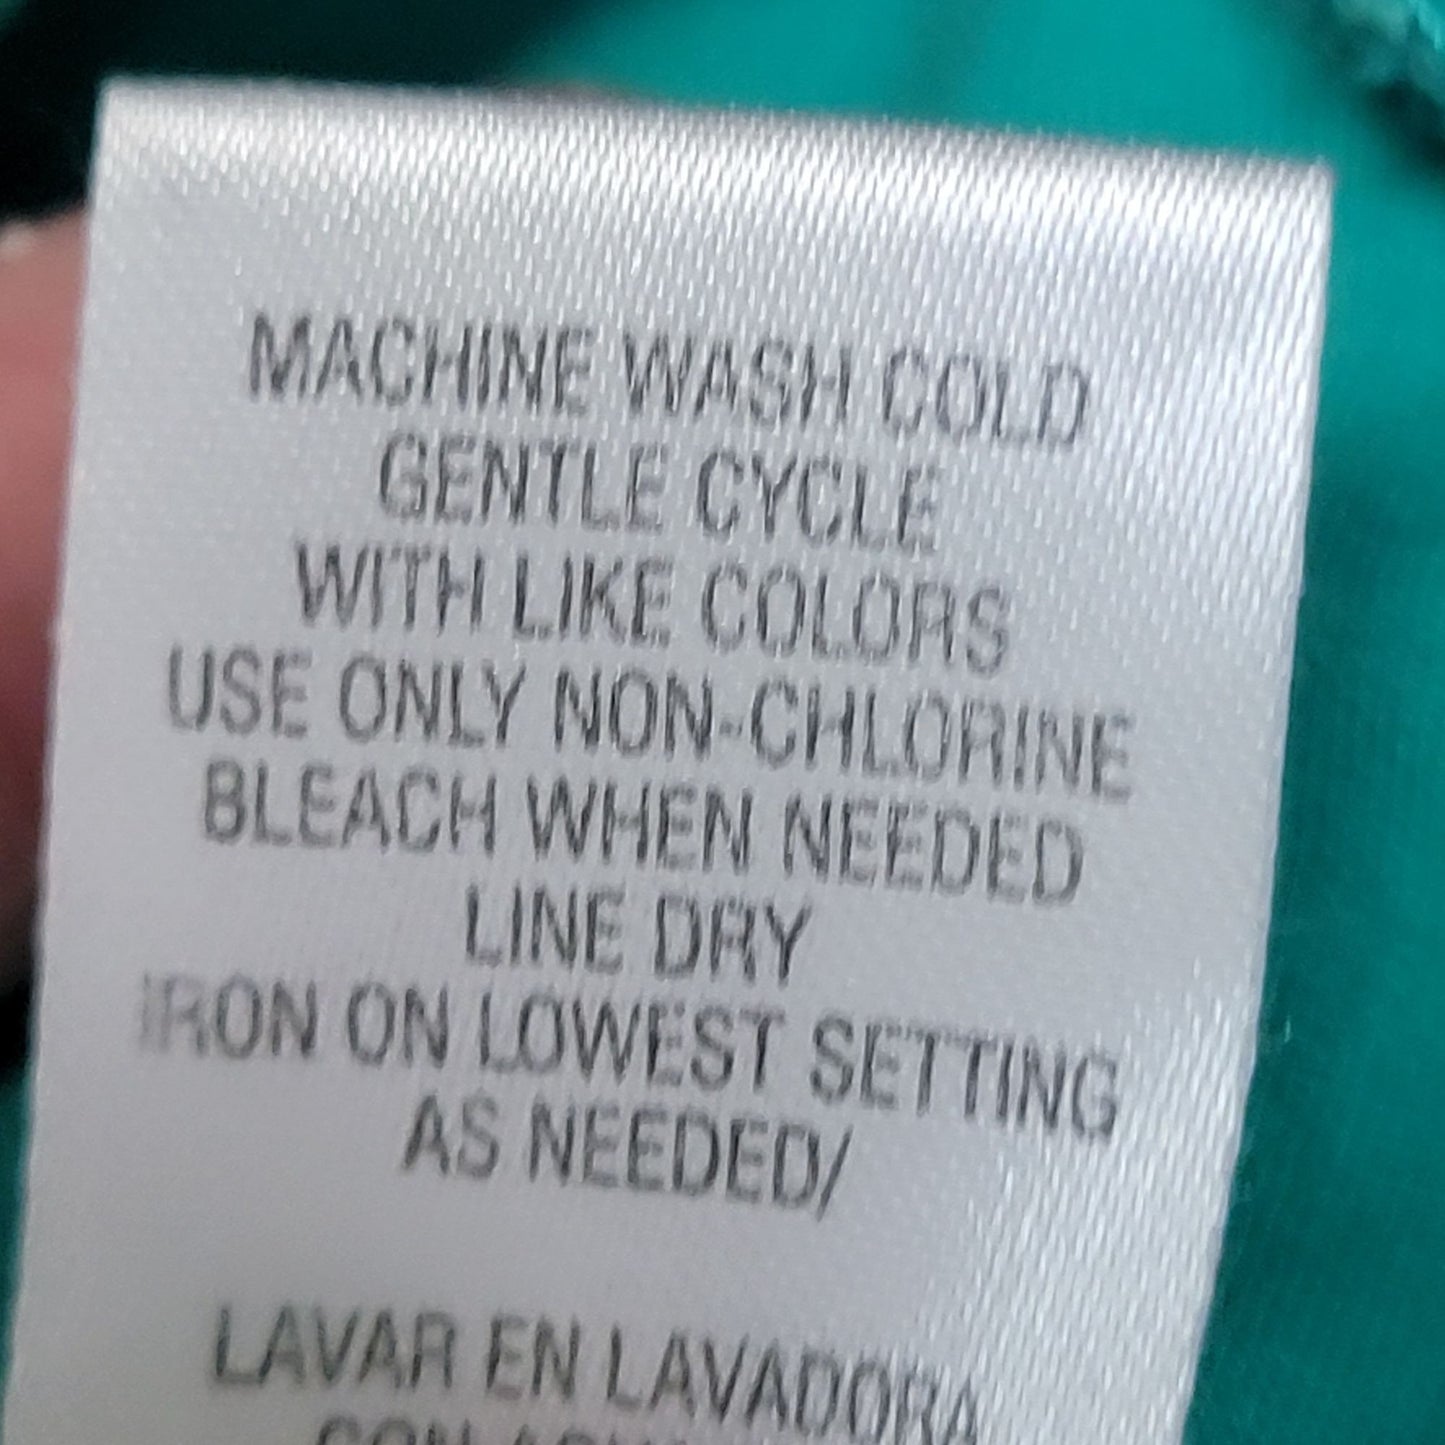 MACHINE WASH COLD
GENTLE CYCLE
WITH LIKE COLORS
USE ONLY NON-CHLORINE
BLEACH WHEN NEEDED
LINE DRY
IRON ON LOWEST SETTING
AS NEEDED/
LAVAR EN LAVADORA
CON